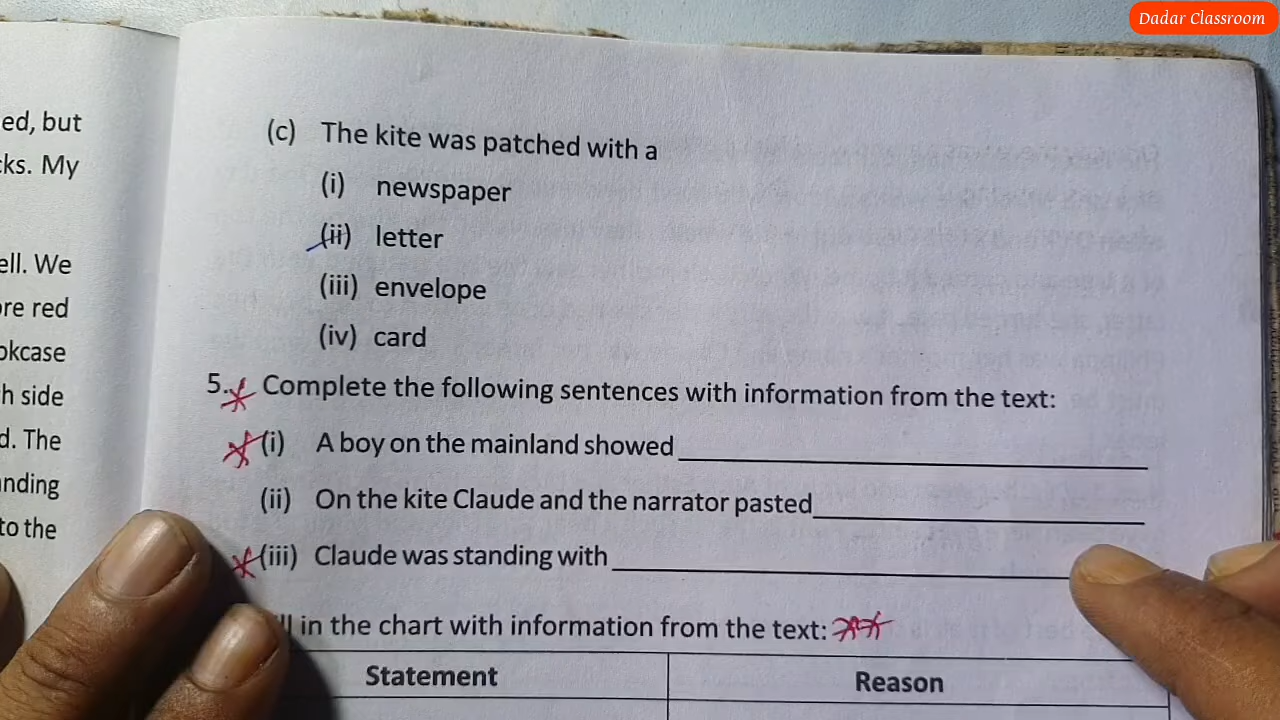 Dadar Classroom
ed, but
cks. My
ell. We
ore red
okcase
h side
d. The
anding
to the
(c) The kite was patched with a
(i) newspaper
(ii) letter
(iii) envelope
(iv) card
5. Complete the following sentences with information from the text:
(i) A boy on the mainland showed
(ii) On the kite Claude and the narrator pasted
(iii) Claude was standing with
ll in the chart with information from the text:
Statement Reason